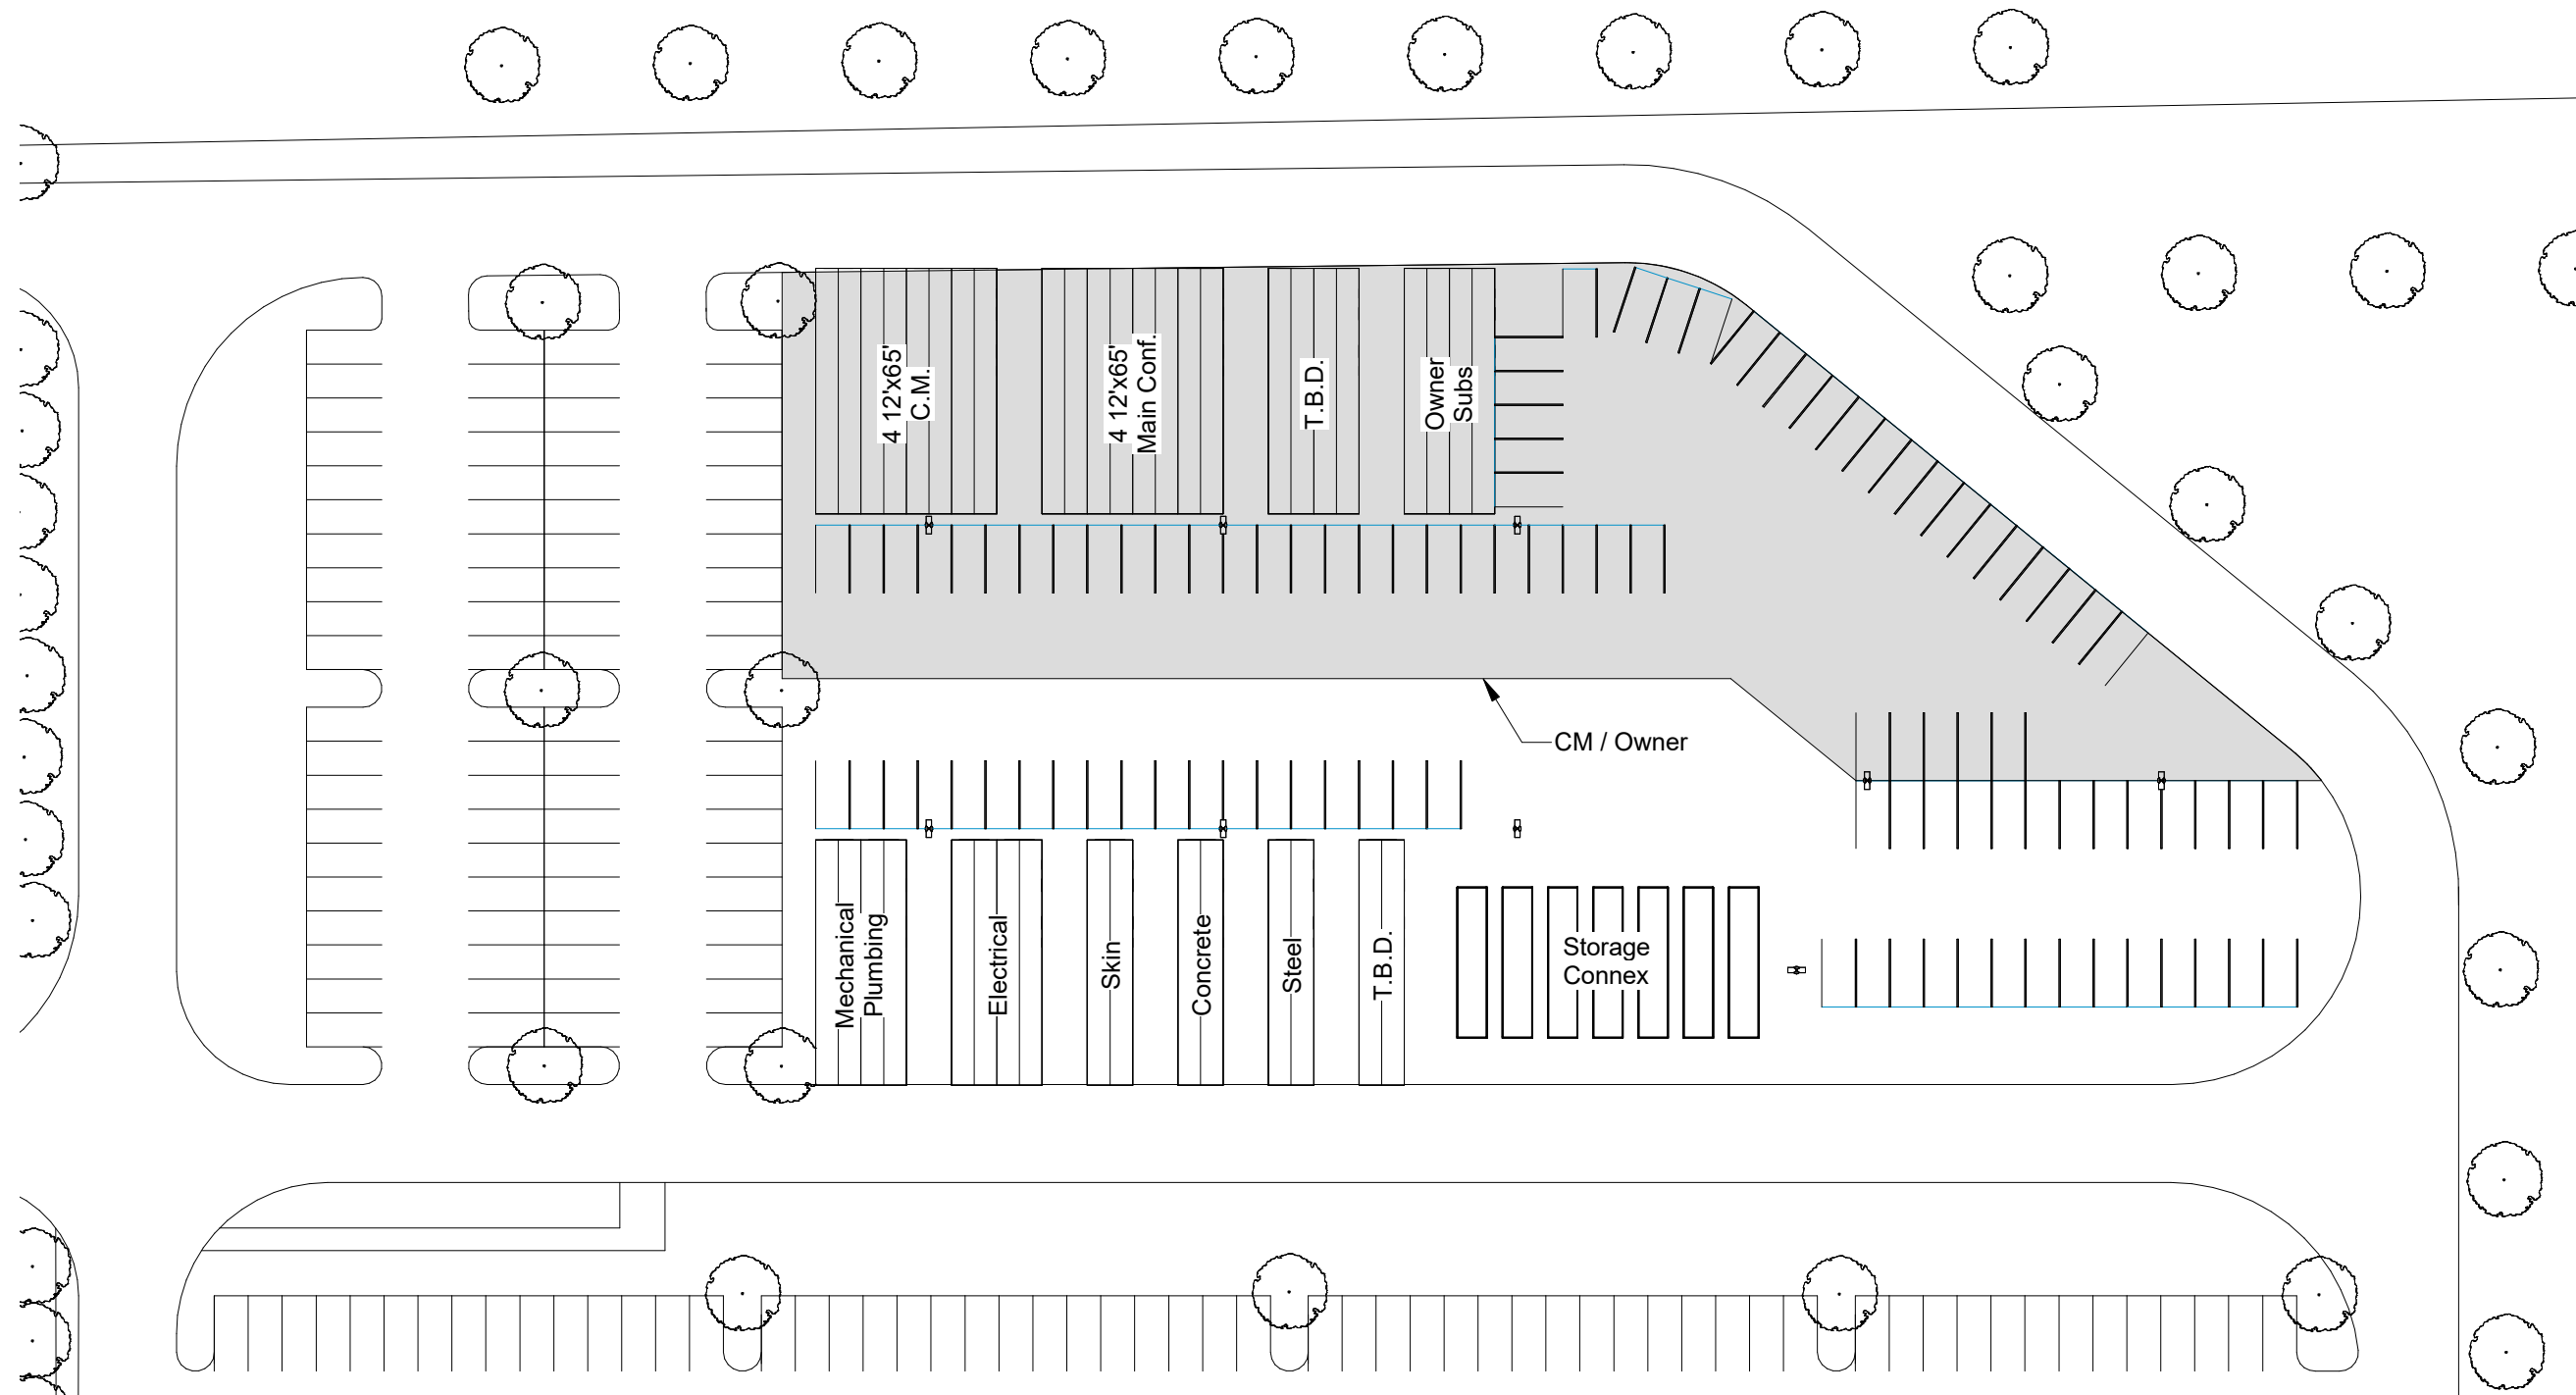 4 12'x65'
C.M.
4 12'x65'
Main Conf.
T.B.D.
Owner
Subs
CM / Owner
Mechanical
Plumbing
Electrical
Skin
Concrete
Steel
T.B.D.
Storage
Connex